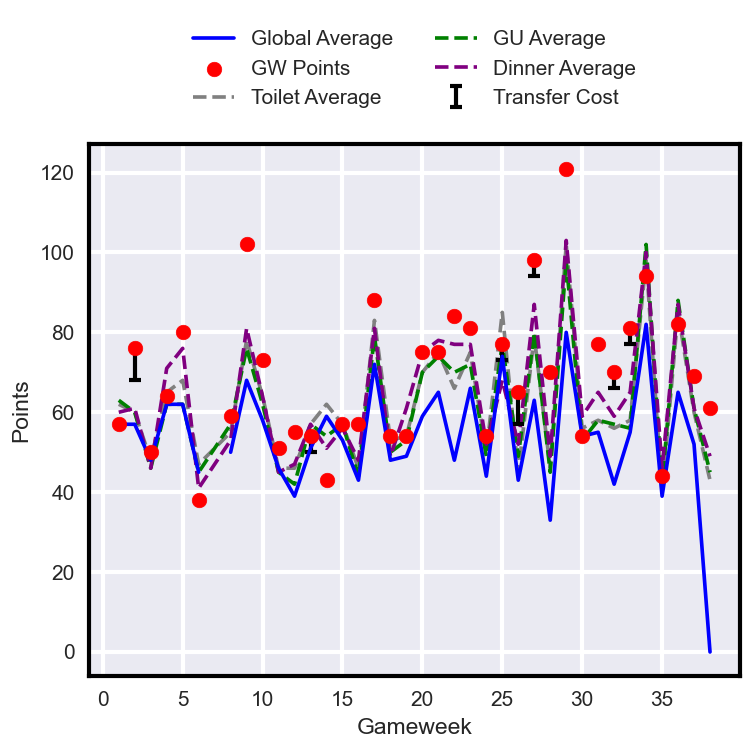 Global Average
GW Points
Toilet Average
GU Average
Dinner Average
Transfer Cost
120
100
80
60
40
20
0
Points
0 5 10 15 20 25 30 35
Gameweek